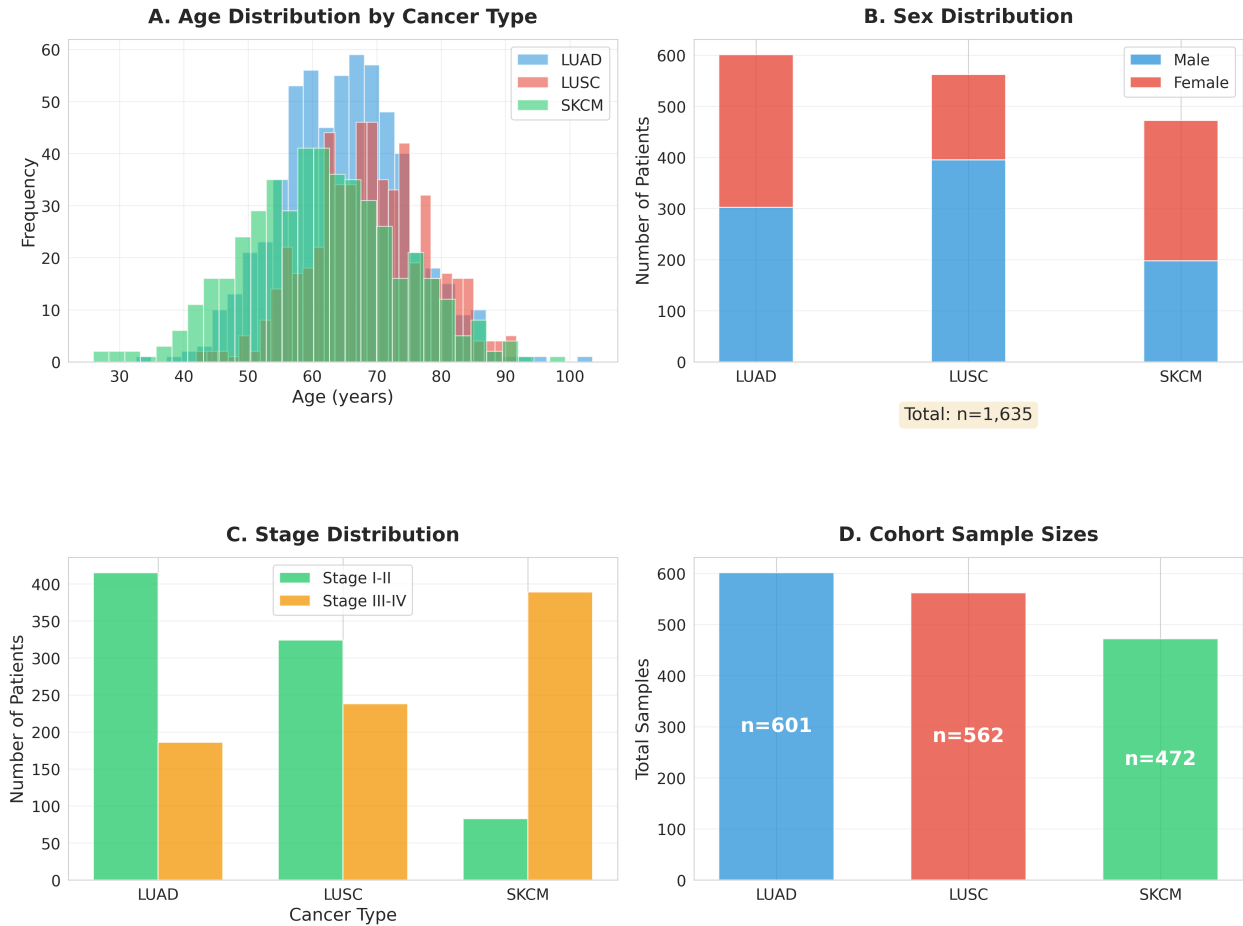 A. Age Distribution by Cancer Type
60
50
40
30
20
10
0
Frequency
LUAD
LUSC
SKCM
30 40 50 60 70 80 90 100
Age (years)
B. Sex Distribution
600
500
400
300
200
100
0
Number of Patients
Male
Female
LUAD LUSC SKCM
Total: n=1,635
C. Stage Distribution
400
350
300
250
200
150
100
50
0
Number of Patients
Stage I-II
Stage III-IV
LUAD LUSC SKCM
Cancer Type
D. Cohort Sample Sizes
600
500
400
300
200
100
0
Total Samples
n=601
n=562
n=472
LUAD LUSC SKCM